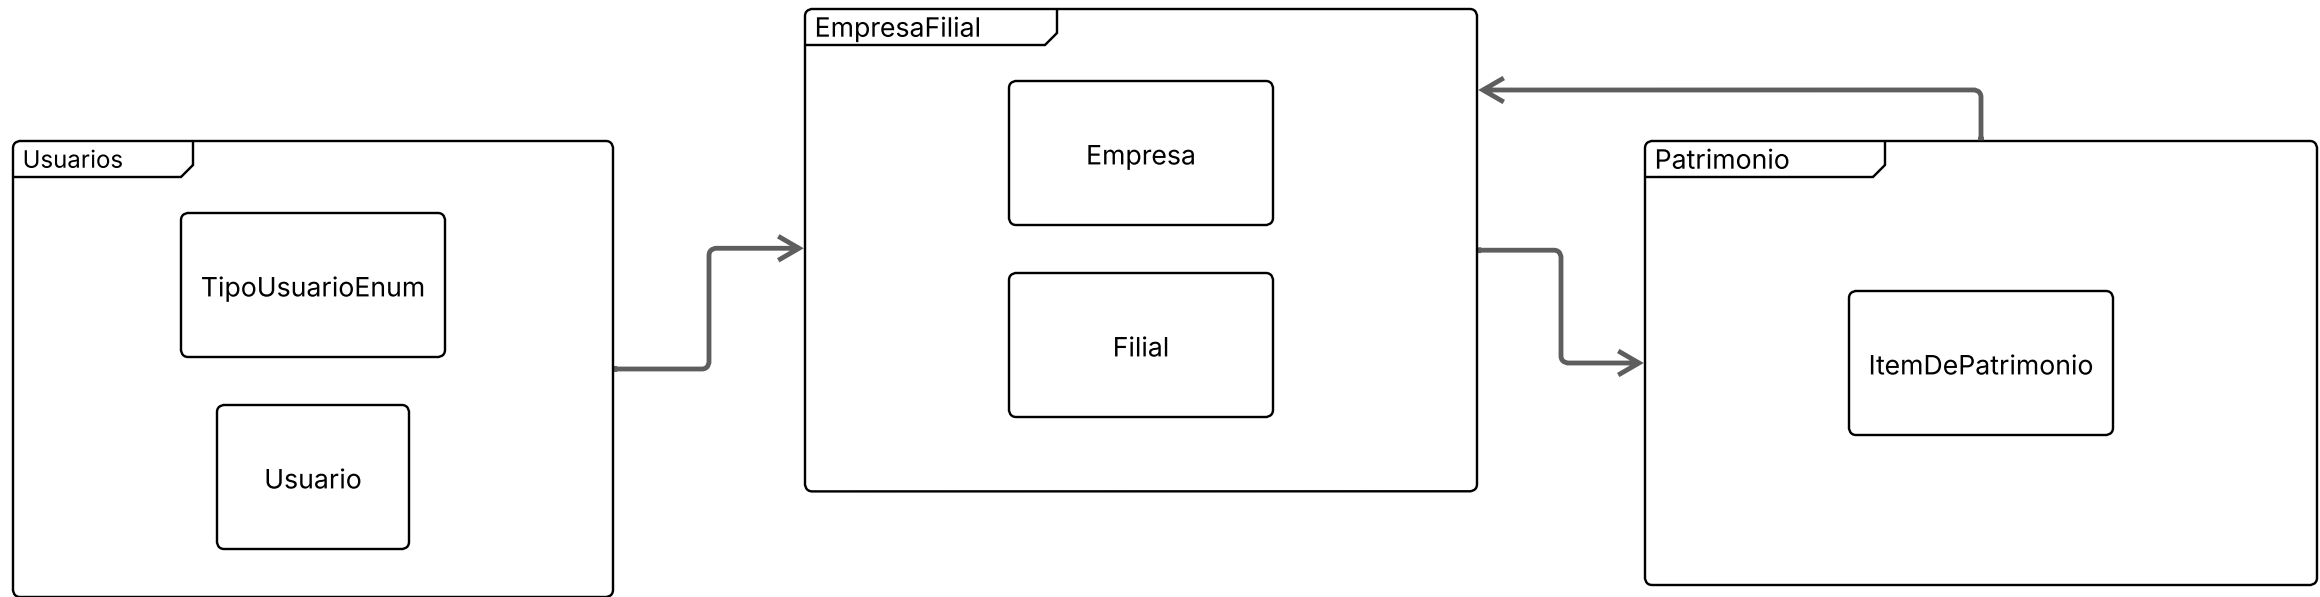 Usuarios
TipoUsuarioEnum
Usuario
EmpresaFilial
Empresa
Filial
Patrimonio
ItemDePatrimonio